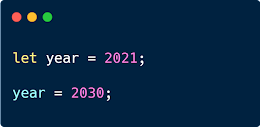 let year = 2021;
year = 2030;